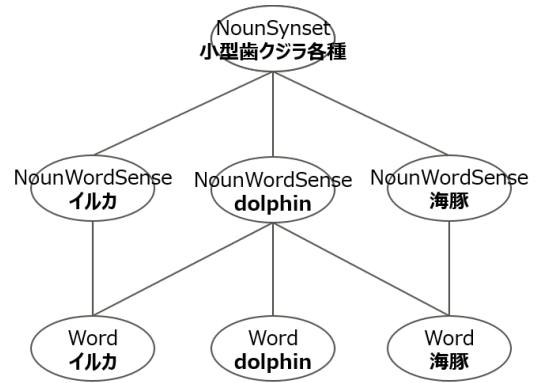 NounSynset
小型歯クジラ各種
NounWordSense
イルカ
NounWordSense
dolphin
NounWordSense
海豚
Word
イルカ
Word
dolphin
Word
海豚